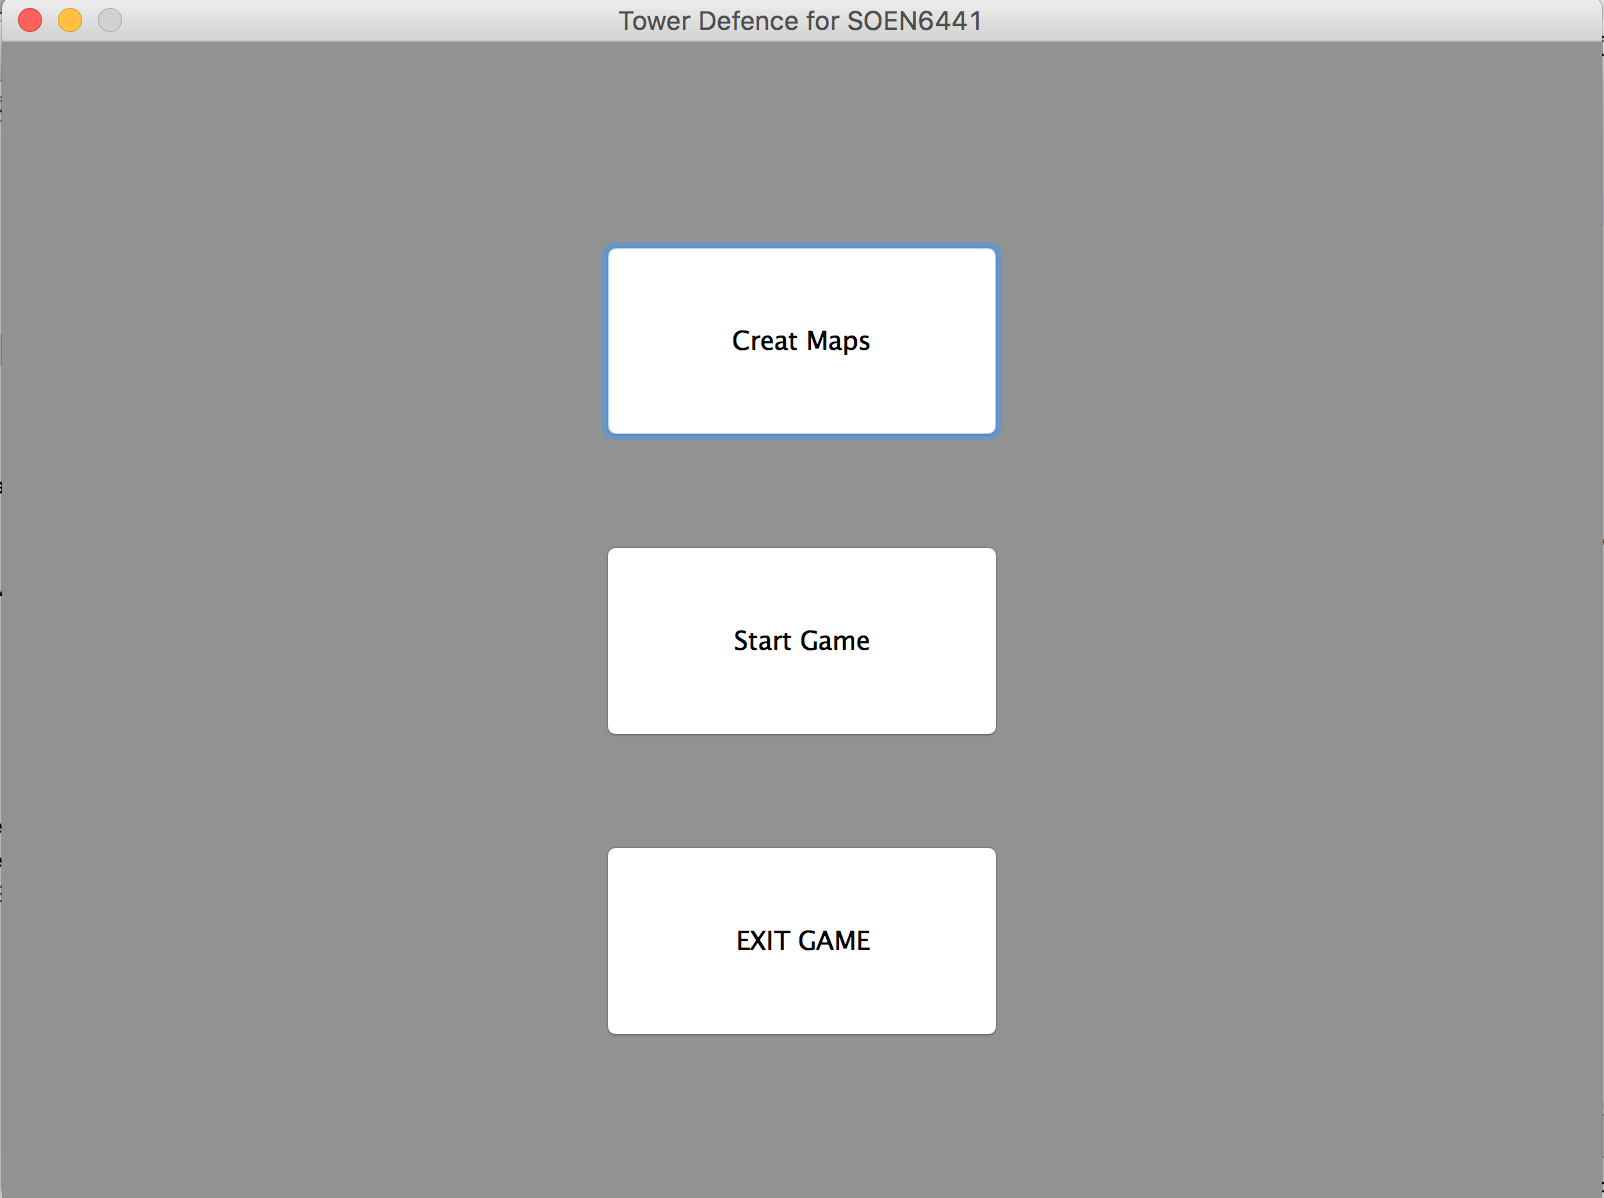 Tower Defence for SOEN6441
Creat Maps
Start Game
EXIT GAME